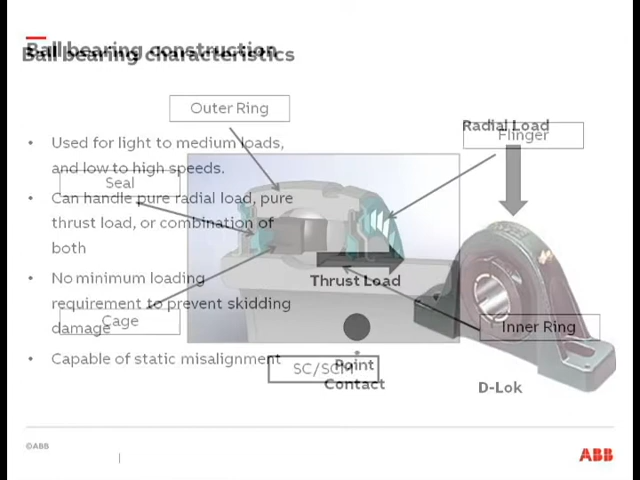 Ball bearing construction
Ball bearing characteristics
Outer Ring
Radial Load
Flinger
Used for light to medium loads,
and low to high speeds.
Seal
Can handle pure radial load, pure
thrust load, or combination of
both
No minimum loading
requirement to prevent skidding
damage
Thrust Load
Cage
Inner Ring
Capable of static misalignment
SC/SCM
Point
Contact
D-Lok
©ABB
ABB